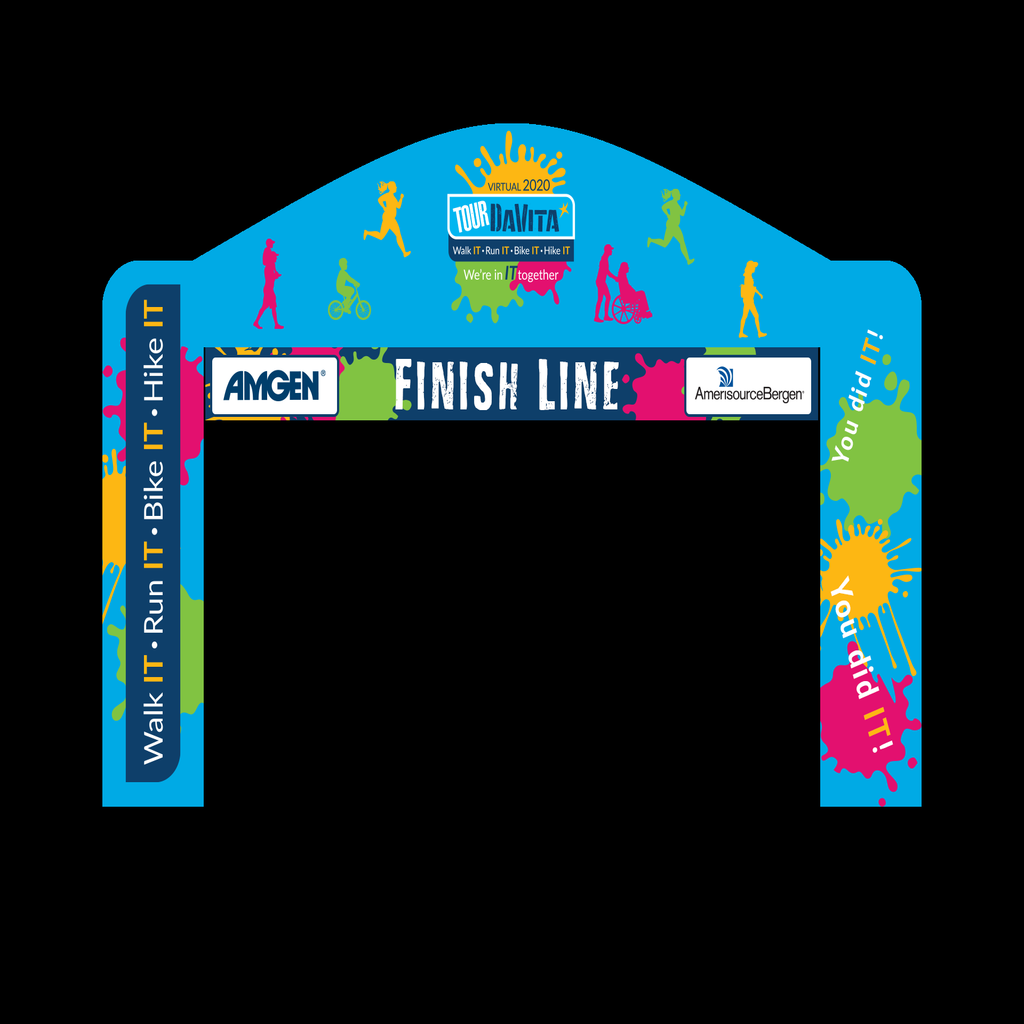 VIRTUAL 2020
TOUR DAVITA
Walk IT • Run IT • Bike IT • Hike IT
We're in IT together
AMGEN®
FINISH LINE
AmerisourceBergen®
Walk IT • Run IT • Bike IT • Hike IT
You did IT!
You did IT!